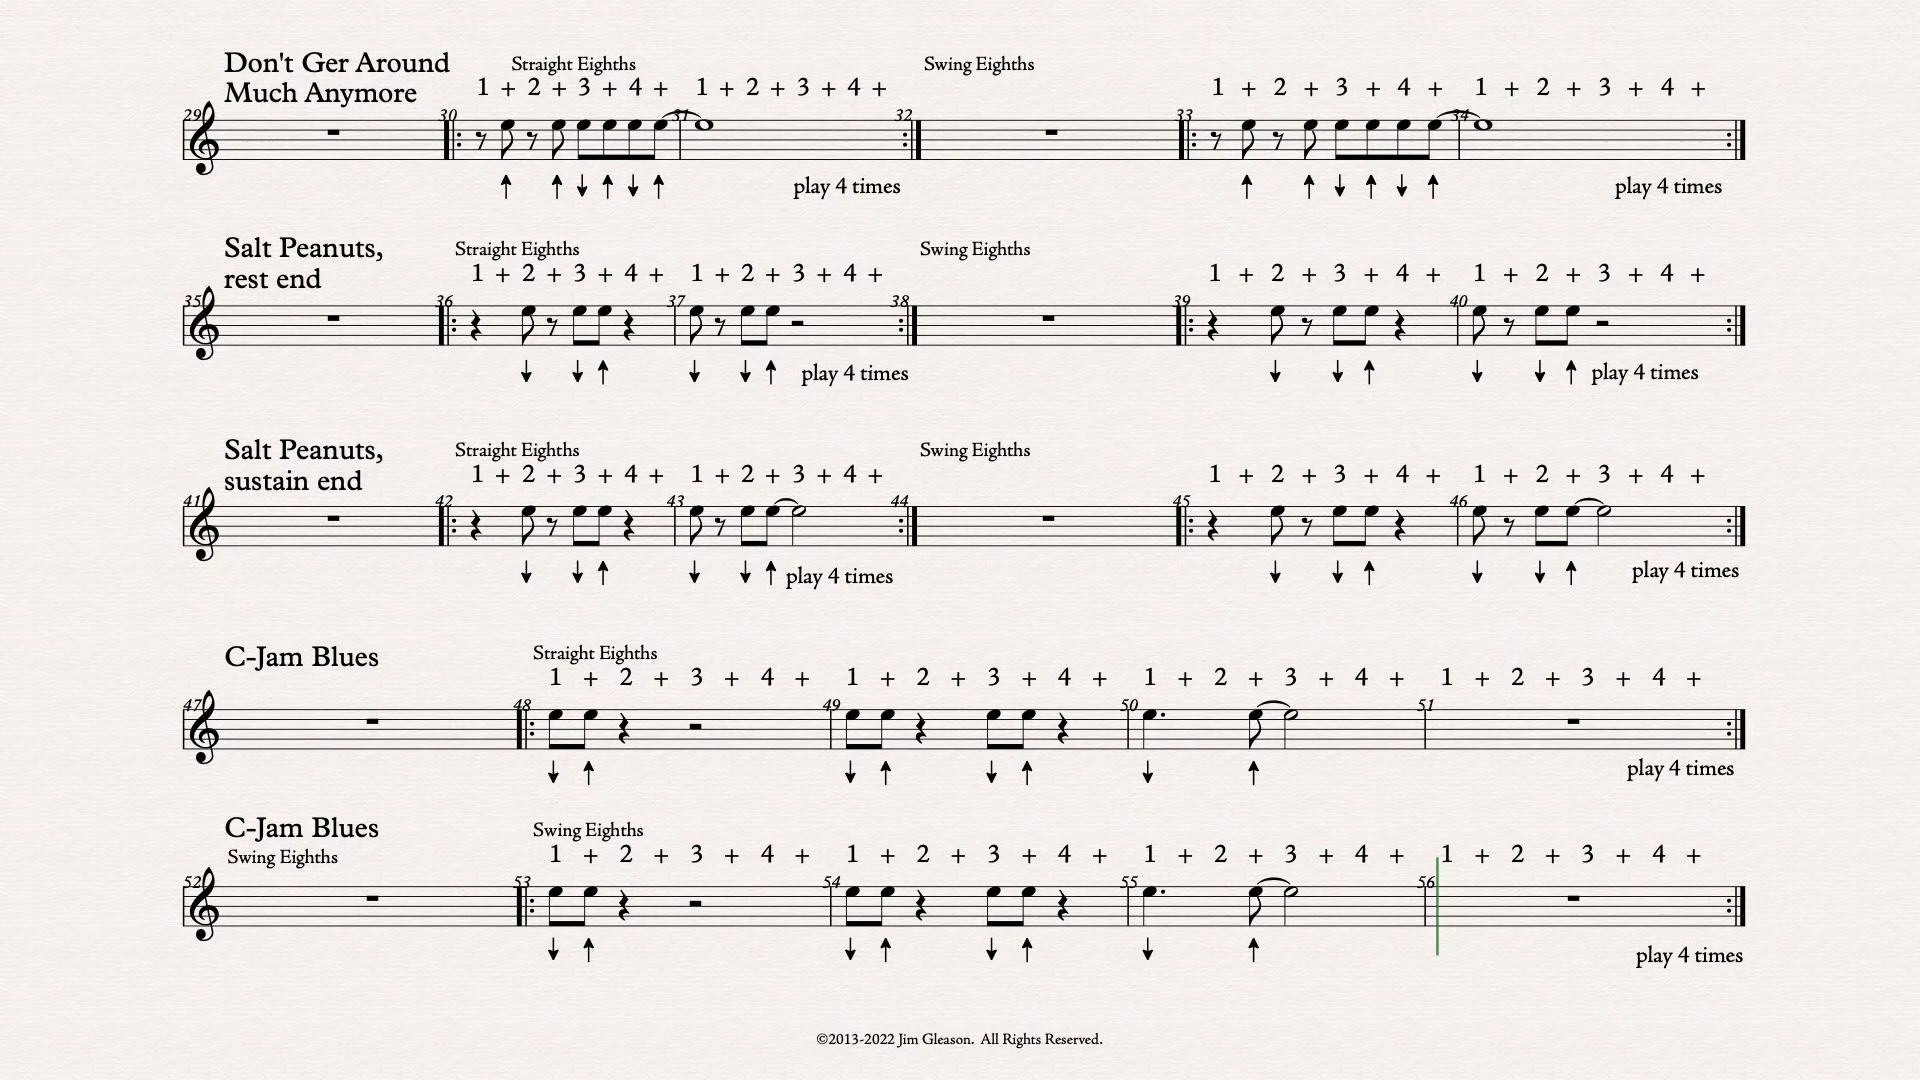 Don't Ger Around
Much Anymore
Straight Eighths
Swing Eighths
1 + 2 + 3 + 4 + 1 + 2 + 3 + 4 + 1 + 2 + 3 + 4 + 1 + 2 + 3 + 4 +
29 30 31 32 33 34
play 4 times play 4 times
Salt Peanuts,
rest end
Straight Eighths
Swing Eighths
1 + 2 + 3 + 4 + 1 + 2 + 3 + 4 + 1 + 2 + 3 + 4 + 1 + 2 + 3 + 4 +
35 36 37 38 39 40
play 4 times play 4 times
Salt Peanuts,
sustain end
Straight Eighths
Swing Eighths
1 + 2 + 3 + 4 + 1 + 2 + 3 + 4 + 1 + 2 + 3 + 4 + 1 + 2 + 3 + 4 +
41 42 43 44 45 46
play 4 times play 4 times
C-Jam Blues
Straight Eighths
1 + 2 + 3 + 4 + 1 + 2 + 3 + 4 + 1 + 2 + 3 + 4 + 1 + 2 + 3 + 4 +
47 48 49 50 51
play 4 times
C-Jam Blues
Swing Eighths
Swing Eighths
1 + 2 + 3 + 4 + 1 + 2 + 3 + 4 + 1 + 2 + 3 + 4 + 1 + 2 + 3 + 4 +
52 53 54 55 56
play 4 times
©2013-2022 Jim Gleason. All Rights Reserved.